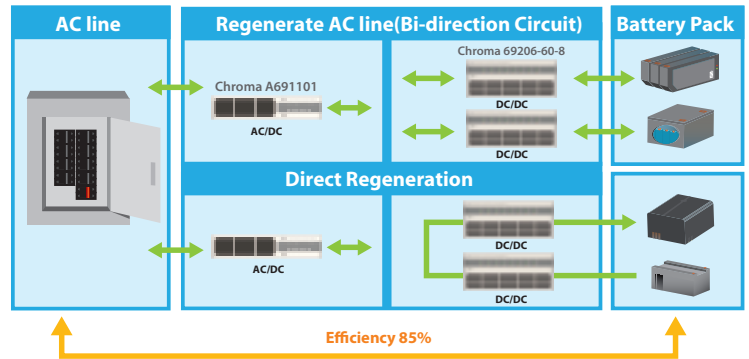 AC line
Regenerate AC line(Bi-direction Circuit)
Battery Pack
Chroma A691101
AC/DC
Chroma 69206-60-8
DC/DC
DC/DC
Direct Regeneration
AC/DC
DC/DC
DC/DC
Efficiency 85%